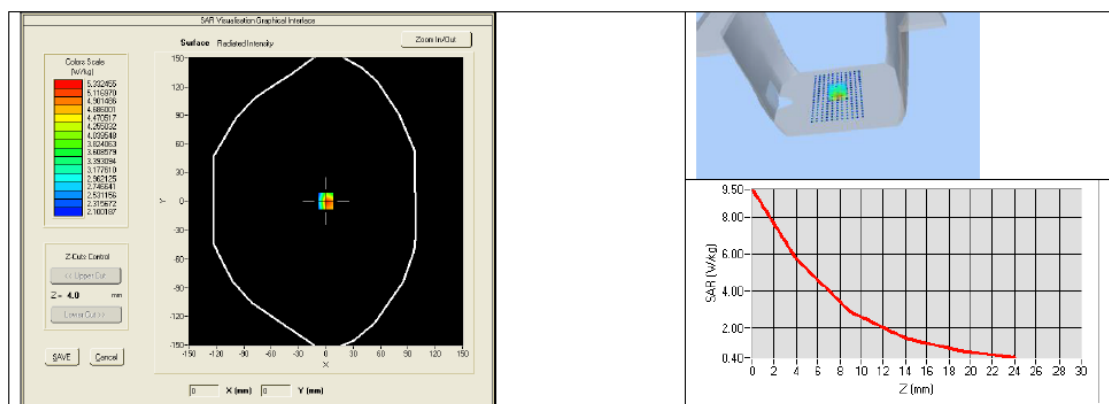 SAR Visualisation Graphical Interface
Surface Radiated Intensity
Zoom In/Out
Colors Scale
(W/kg)
5.332455
5.116970
4.901486
4.686001
4.470517
4.255032
4.039548
3.824063
3.608579
3.393094
3.177610
2.962125
2.746641
2.531156
2.315672
2.100187
Z-Cuts Control
<< Upper Cut
Z= 4.0 mm
Lower Cut >>
SAVE Cancel
150-
120-
90-
60-
30-
Y 0-
-30-
-60-
-90-
-120-
-150-
-150 -120 -90 -60 -30 0 30 60 90 120 150
X
0 X (mm) 0 Y (mm)
SAR (W/kg)
9.50
8.00
6.00
4.00
2.00
0.40
0 2 4 6 8 10 12 14 16 18 20 22 24 26 30
Z (mm)